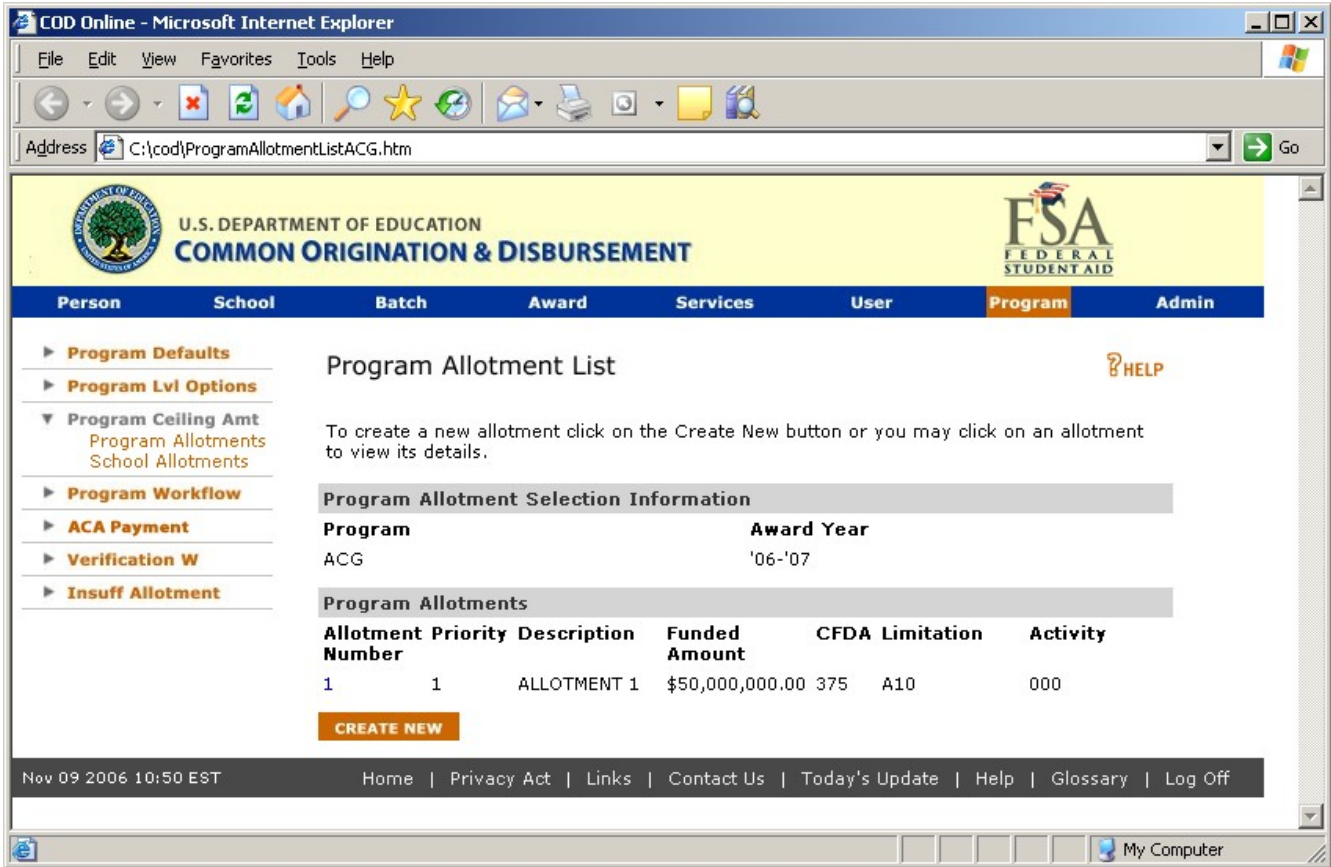 COD Online - Microsoft Internet Explorer
File Edit View Favorites Tools Help
Address C:\cod\ProgramAllotmentListACG.htm Go
U.S. DEPARTMENT OF EDUCATION
COMMON ORIGINATION & DISBURSEMENT
FSA
FEDERAL
STUDENT AID
Person School Batch Award Services User Program Admin
Program Defaults
Program Lvl Options
Program Ceiling Amt
Program Allotments
School Allotments
Program Workflow
ACA Payment
Verification W
Insuff Allotment
Program Allotment List
HELP
To create a new allotment click on the Create New button or you may click on an allotment
to view its details.
Program Allotment Selection Information
Program Award Year
ACG '06-'07
Program Allotments
Allotment Priority Description Funded CFDA Limitation Activity
Number Amount
1 1 ALLOTMENT 1 $50,000,000.00 375 A10 000
CREATE NEW
Nov 09 2006 10:50 EST Home | Privacy Act | Links | Contact Us | Today's Update | Help | Glossary | Log Off
My Computer